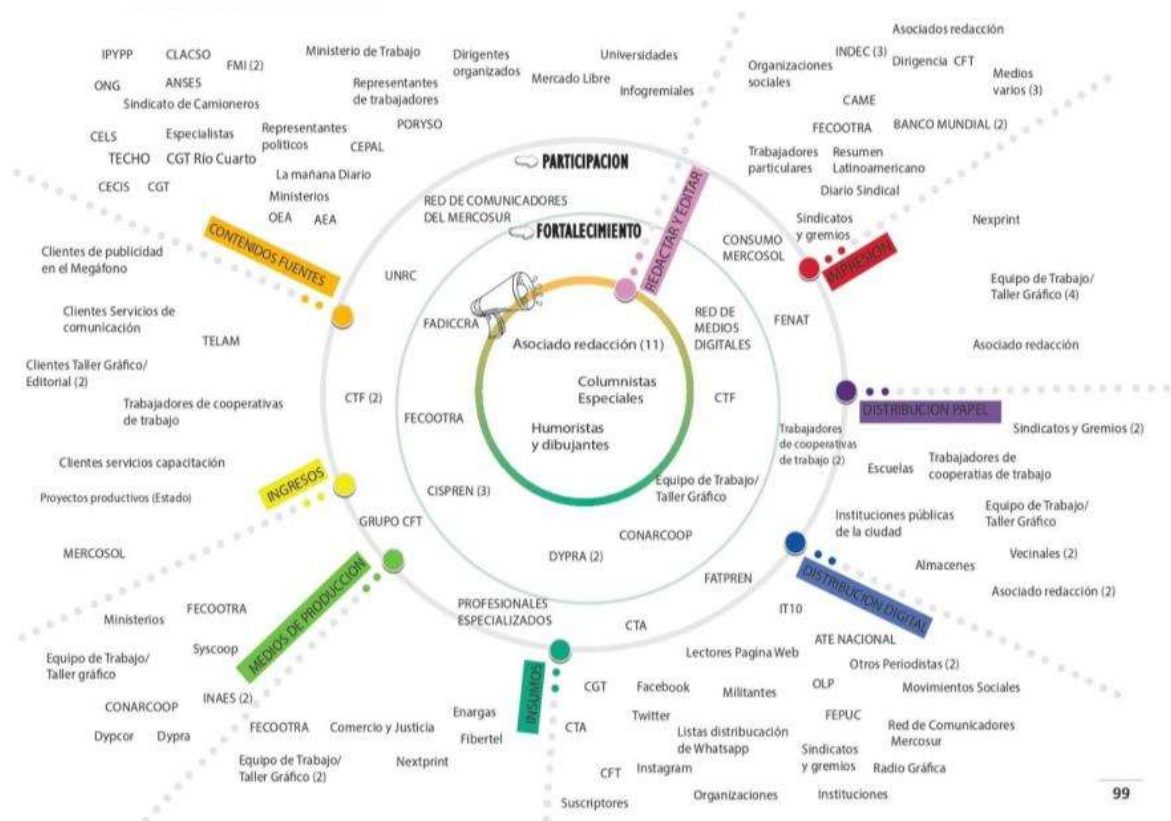 IPYPP
CLACSO
FMI (2)
Ministerio de Trabajo
Dirigentes
organizados
Universidades
ONG
ANSES
Representantes
de trabajadores
Mercado Libre
Infogremiales
Sindicato de Camioneros
CELS
Especialistas
Representantes
politicos
PORYSO
CEPAL
TECHO
CGT Río Cuarto
La mañana Diario
CECIS
CGT
Ministerios
OEA
AEA
Asociados redacción
INDEC (3)
Organizaciones
sociales
Dirigencia CFT
Medios
varios (3)
CAME
FECOOTRA
BANCO MUNDIAL (2)
Trabajadores
particulares
Resumen
Latinoamericano
Diario Sindical
Sindicatos
y gremios
Nexprint
PARTICIPACION
RED DE COMUNICADORES
DEL MERCOSUR
FORTALECIMIENTO
REDACTAR Y EDITAR
CONSUMO
MERCOSOL
IMPRESION
CONTENIDOS FUENTES
Clientes de publicidad
en el Megáfono
UNRC
Equipo de Trabajo/
Taller Gráfico (4)
Clientes Servicios de
comunicación
FADICCRA
RED DE
MEDIOS
DIGITALES
FENAT
TELAM
Asociado redacción (11)
Asociado redacción
Clientes Taller Gráfico/
Editorial (2)
Columnistas
Especiales
Trabajadores de cooperativas
de trabajo
CTF (2)
CTF
DISTRIBUCION PAPEL
FECOOTRA
Humoristas
y dibujantes
Trabajadores
de cooperativas
de trabajo (2)
Sindicatos y Gremios (2)
Clientes servicios capacitación
Escuelas
Trabajadores de
cooperatias de trabajo
INGRESOS
Proyectos productivos (Estado)
CISPREN (3)
Equipo de Trabajo/
Taller Gráfico
Equipo de Trabajo/
Taller Gráfico
GRUPO CFT
Instituciones públicas
de la ciudad
MERCOSOL
DYPRA (2)
CONARCOOP
Vecinales (2)
Almacenes
MEDIOS DE PRODUCCION
FATPREN
DISTRIBUCION DIGITAL
Asociado redacción (2)
PROFESIONALES
ESPECIALIZADOS
CTA
IT10
Ministerios
FECOOTRA
ATE NACIONAL
Syscoop
Lectores Pagina Web
Otros Periodistas (2)
Equipo de Trabajo/
Taller gráfico
INSUMOS
CGT
Facebook
Militantes
OLP
Movimientos Sociales
INAES (2)
CONARCOOP
Enargas
Twitter
FEPUC
Dypcor
Dypra
FECOOTRA
Comercio y Justicia
Fibertel
CTA
Listas distribucación
de Whatsapp
Red de Comunicadores
Mercosur
Equipo de Trabajo/
Taller Gráfico (2)
Nextprint
Sindicatos
y gremios
CFT
Instagram
Radio Gráfica
Suscriptores
Organizaciones
Instituciones
99